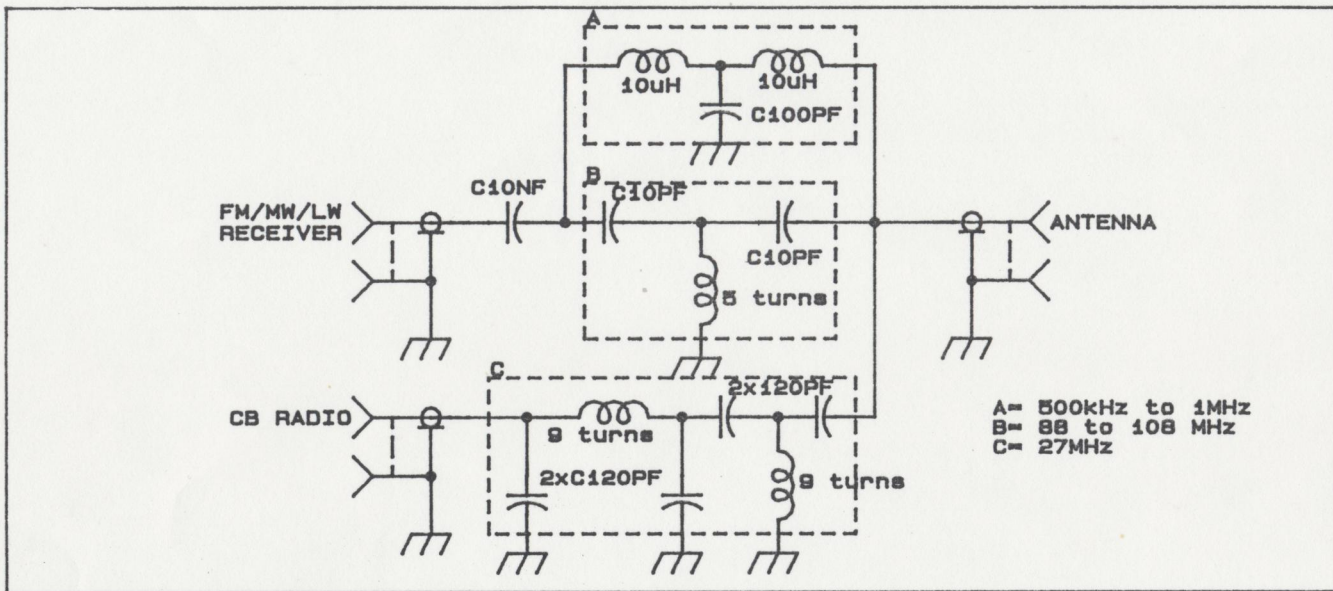 A
10uH
10uH
C100PF
C10NF
B
C10PF
FM/MW/LW
RECEIVER
ANTENNA
C10PF
5 turns
C
2x120PF
CB RADIO
9 turns
A= 500kHz to 1MHz
B= 88 to 108 MHz
C= 27MHz
2xC120PF
9 turns